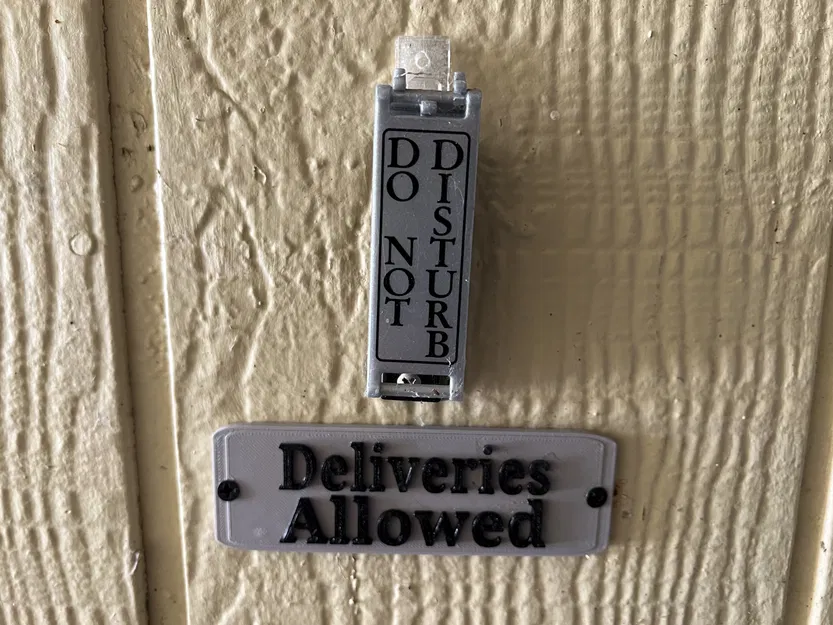 DO NOT
DISTURB
Deliveries
Allowed